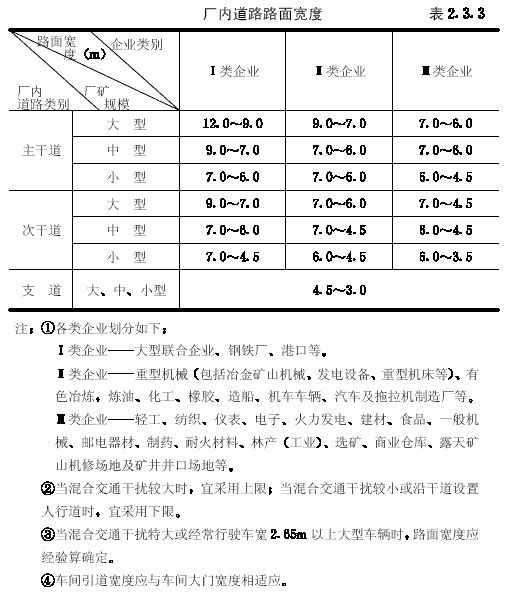 厂内道路路面宽度 表2.3.3
路面宽度(m) 企业类别
厂内道路类别 厂矿规模
Ⅰ类企业 Ⅱ类企业 Ⅲ类企业
主干道
大 型 12.0～9.0 9.0～7.0 7.0～6.0
中 型 9.0～7.0 7.0～6.0 7.0～6.0
小 型 7.0～6.0 7.0～6.0 6.0～4.5
次干道
大 型 9.0～7.0 7.0～6.0 7.0～4.5
中 型 7.0～6.0 7.0～4.5 6.0～4.5
小 型 7.0～4.5 6.0～4.5 6.0～3.5
支 道 大、中、小型 4.5～3.0
注：①各类企业划分如下：
Ⅰ类企业——大型联合企业、钢铁厂、港口等。
Ⅱ类企业——重型机械（包括冶金矿山机械、发电设备、重型机床等）、有
色冶炼，炼油、化工、橡胶、造船、机车车辆、汽车及拖拉机制造厂等。
Ⅲ类企业——轻工、纺织、仪表、电子、火力发电、建材、食品、一般机
械、邮电器材、制药、耐火材料、林产（工业）、选矿、商业仓库、露天矿
山机修场地及矿井井口场地等。
②当混合交通干扰较大时，宜采用上限；当混合交通干扰较小或沿干道设置
人行道时，宜采用下限。
③当混合交通干扰特大或经常行驶车宽2.65m以上大型车辆时，路面宽度应
经验算确定。
④车间引道宽度应与车间大门宽度相适应。